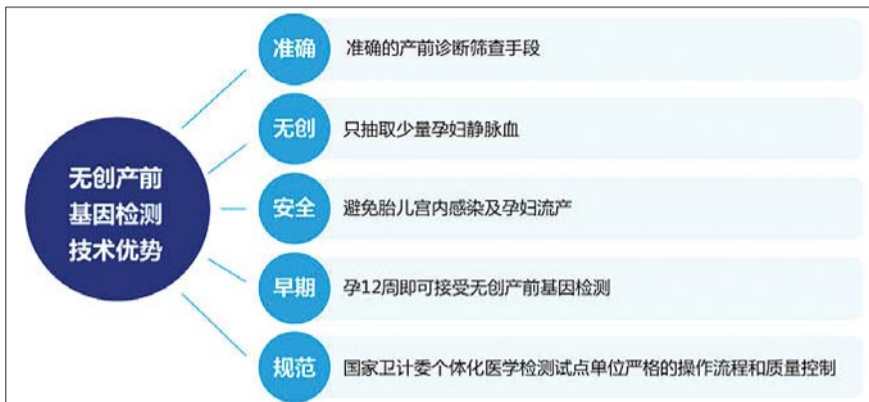 无创产前
基因检测
技术优势
准确
准确的产前诊断筛查手段
无创
只抽取少量孕妇静脉血
安全
避免胎儿宫内感染及孕妇流产
早期
孕12周即可接受无创产前基因检测
规范
国家卫计委个体化医学检测试点单位严格的操作流程和质量控制